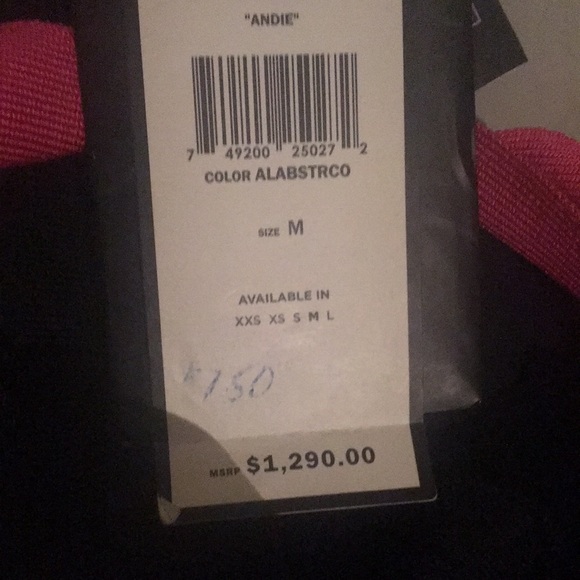 "ANDIE"
7 49200 25027 2
COLOR ALABSTRCO
SIZE M
AVAILABLE IN
XXS XS S M L
$150
MSRP $1,290.00